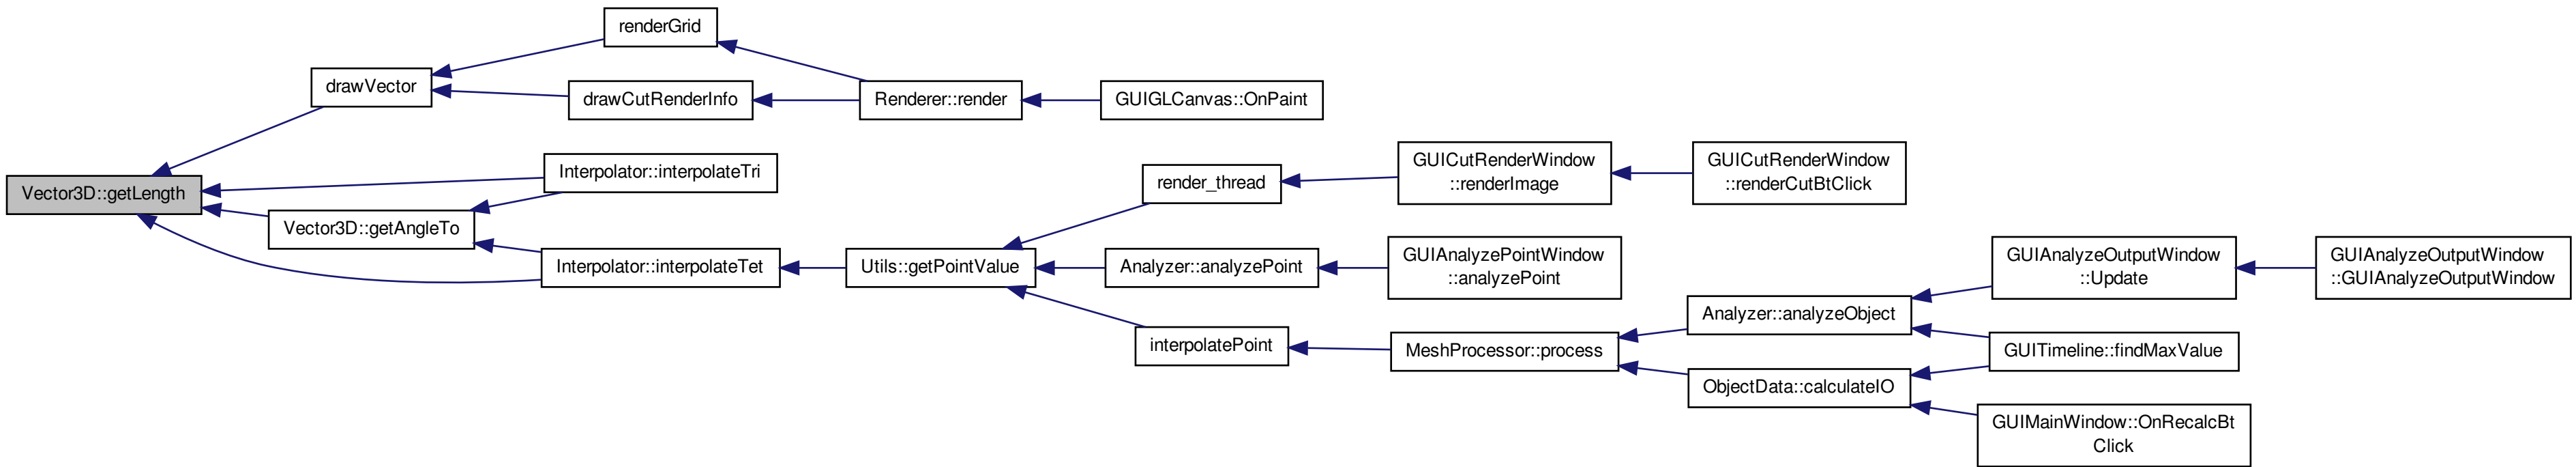 renderGrid
drawVector
drawCutRenderInfo
Renderer::render
GUIGLCanvas::OnPaint
Vector3D::getLength
Interpolator::interpolateTri
Vector3D::getAngleTo
Interpolator::interpolateTet
Utils::getPointValue
render_thread
GUICutRenderWindow
::renderImage
GUICutRenderWindow
::renderCutBtClick
Analyzer::analyzePoint
GUIAnalyzePointWindow
::analyzePoint
interpolatePoint
MeshProcessor::process
Analyzer::analyzeObject
GUIAnalyzeOutputWindow
::Update
GUIAnalyzeOutputWindow
::GUIAnalyzeOutputWindow
GUITimeline::findMaxValue
ObjectData::calculateIO
GUIMainWindow::OnRecalcBt
Click